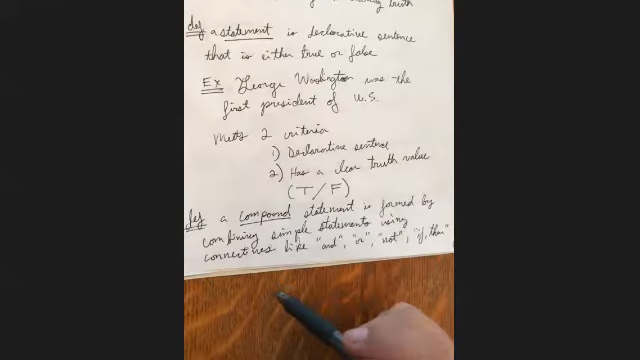 truth
def a statement is declarative sentence
that is either true or false
Ex George Washington was the
first president of U.S.
Meets 2 criteria
1) Declarative sentence
2) Has a clear truth value
(T/F)
def a compound statement is formed by
combining simple statements using
connectives like "and", "or", "not", "if, then"